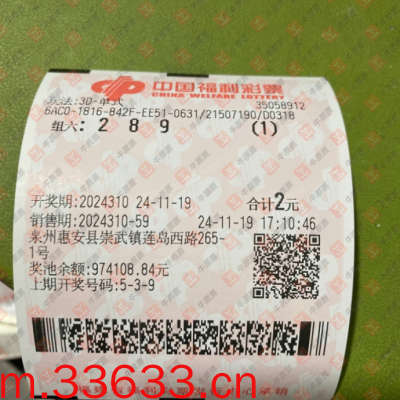 中国福利彩票
CHINA WELFARE LOTTERY
玩法:3D-单式
35058912
6AC0-1816-842F-EE51-0631/21507190/D0318
组六: 2 8 9 (1)
开奖期:2024310 24-11-19 合计2元
销售期:2024310-59 24-11-19 17:10:46
泉州惠安县崇武镇莲岛西路265-
1号
奖池余额:974108.84元
上期开奖号码:5-3-9
m.33633.cn